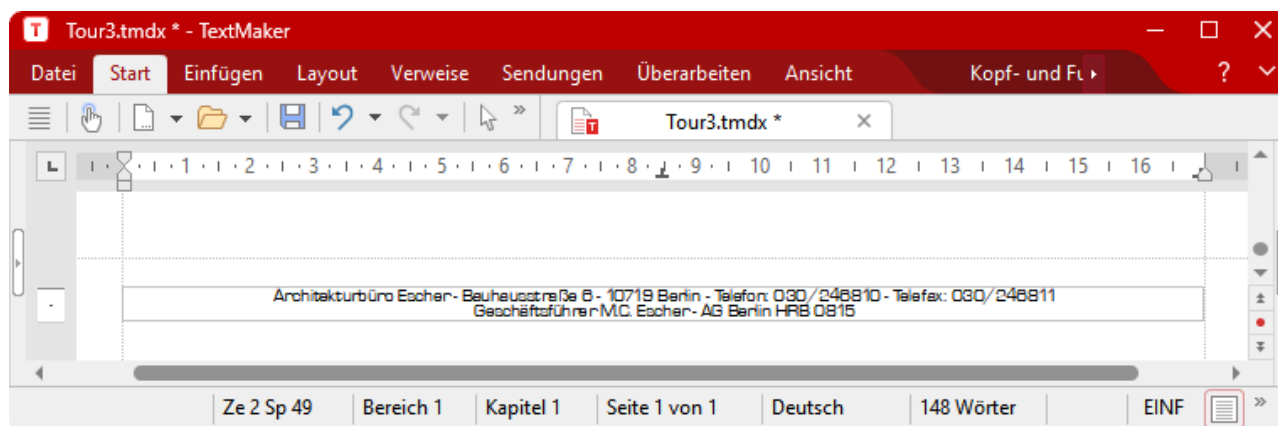 T Tour3.tmdx * - TextMaker
Datei Start Einfügen Layout Verweise Sendungen Überarbeiten Ansicht Kopf- und Fu ?
Tour3.tmdx *
1 2 3 4 5 6 7 8 9 10 11 12 13 14 15 16
Architekturbüro Escher - Bauhausstraße 6 - 10719 Berlin - Telefon: 030/246810 - Telefax: 030/246811
Geschäftsführer M.C. Escher - AG Berlin HRB 0815
Ze 2 Sp 49 Bereich 1 Kapitel 1 Seite 1 von 1 Deutsch 148 Wörter EINF